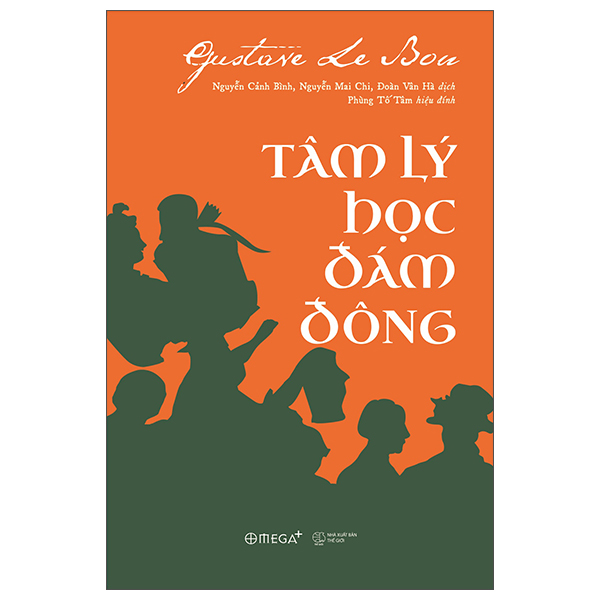 Gustave Le Bon
Nguyễn Cảnh Bình, Nguyễn Mai Chi, Đoàn Văn Hà dịch
Phùng Tố Tâm hiệu đính
TÂM LÝ
HỌC
ĐÁM
ĐÔNG
OMEGA+
NHÀ XUẤT BẢN
THẾ GIỚI